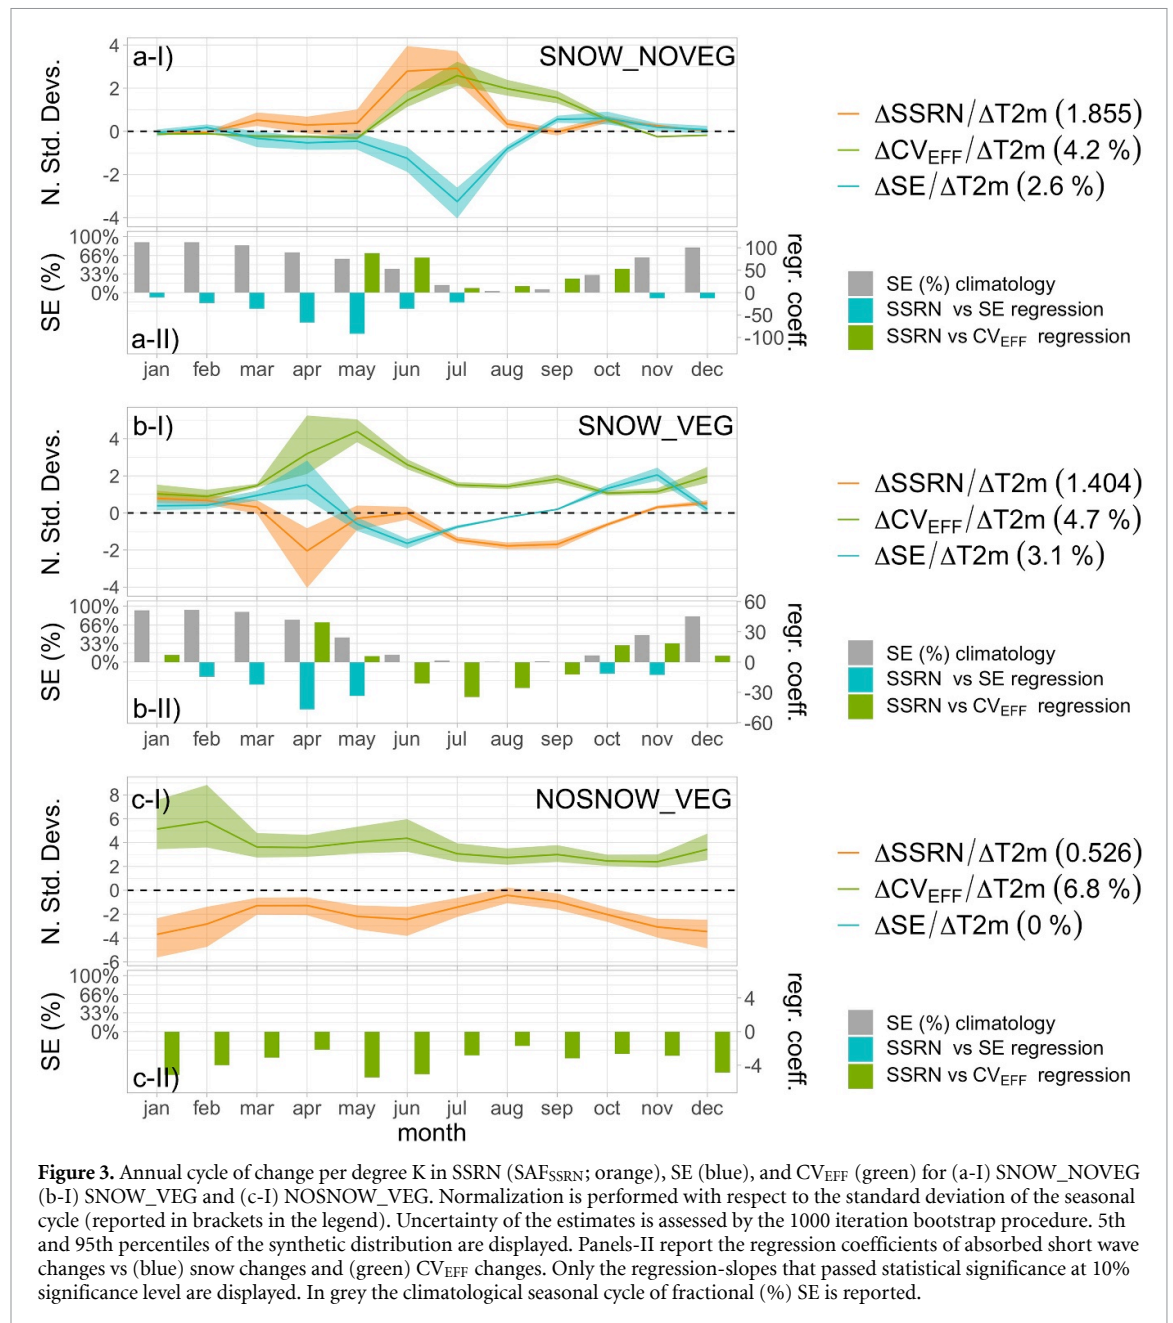 a-I)
SNOW_NOVEG
N. Std. Devs.
4
2
0
-2
-4
ΔSSRN/ΔT2m (1.855)
ΔCVEFF/ΔT2m (4.2 %)
ΔSE/ΔT2m (2.6 %)
SE (%)
100%
66%
33%
0%
100
50
0
-50
-100
regr. coeff.
a-II)
SE (%) climatology
SSRN vs SE regression
SSRN vs CVEFF regression
jan feb mar apr may jun jul aug sep oct nov dec
b-I)
SNOW_VEG
N. Std. Devs.
4
2
0
-2
-4
ΔSSRN/ΔT2m (1.404)
ΔCVEFF/ΔT2m (4.7 %)
ΔSE/ΔT2m (3.1 %)
SE (%)
100%
66%
33%
0%
60
30
0
-30
-60
regr. coeff.
b-II)
SE (%) climatology
SSRN vs SE regression
SSRN vs CVEFF regression
jan feb mar apr may jun jul aug sep oct nov dec
c-I)
NOSNOW_VEG
N. Std. Devs.
8
6
4
2
0
-2
-4
-6
ΔSSRN/ΔT2m (0.526)
ΔCVEFF/ΔT2m (6.8 %)
ΔSE/ΔT2m (0 %)
SE (%)
100%
66%
33%
0%
4
0
-4
regr. coeff.
c-II)
SE (%) climatology
SSRN vs SE regression
SSRN vs CVEFF regression
jan feb mar apr may jun jul aug sep oct nov dec
month
Figure 3. Annual cycle of change per degree K in SSRN (SAFSSRN; orange), SE (blue), and CVEFF (green) for (a-I) SNOW_NOVEG
(b-I) SNOW_VEG and (c-I) NOSNOW_VEG. Normalization is performed with respect to the standard deviation of the seasonal
cycle (reported in brackets in the legend). Uncertainty of the estimates is assessed by the 1000 iteration bootstrap procedure. 5th
and 95th percentiles of the synthetic distribution are displayed. Panels-II report the regression coefficients of absorbed short wave
changes vs (blue) snow changes and (green) CVEFF changes. Only the regression-slopes that passed statistical significance at 10%
significance level are displayed. In grey the climatological seasonal cycle of fractional (%) SE is reported.